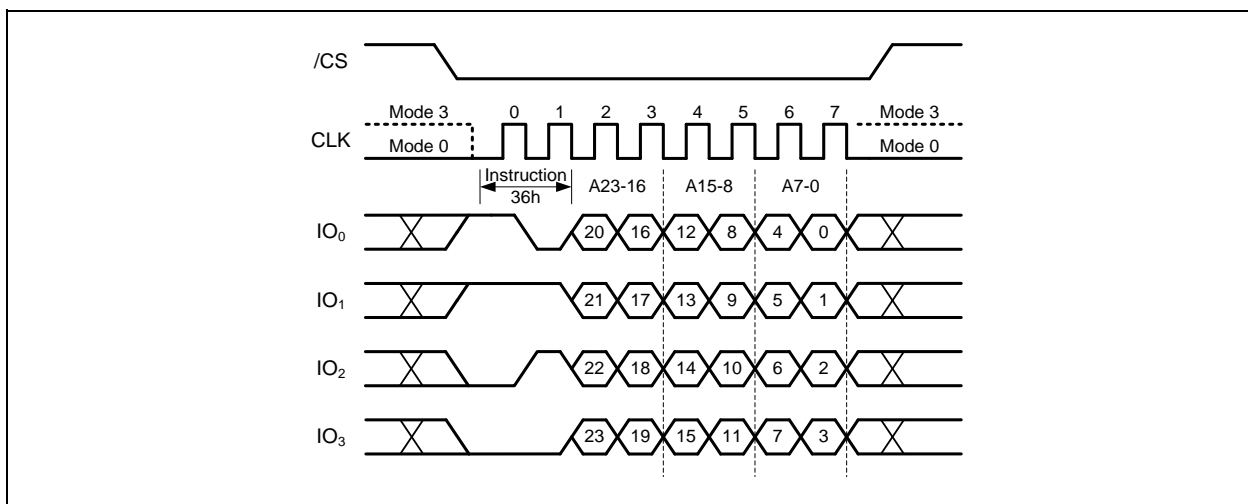 /CS
Mode 3 0 1 2 3 4 5 6 7 Mode 3
CLK
Mode 0 Mode 0
Instruction A23-16 A15-8 A7-0
36h
IO₀ 20 16 12 8 4 0
IO₁ 21 17 13 9 5 1
IO₂ 22 18 14 10 6 2
IO₃ 23 19 15 11 7 3